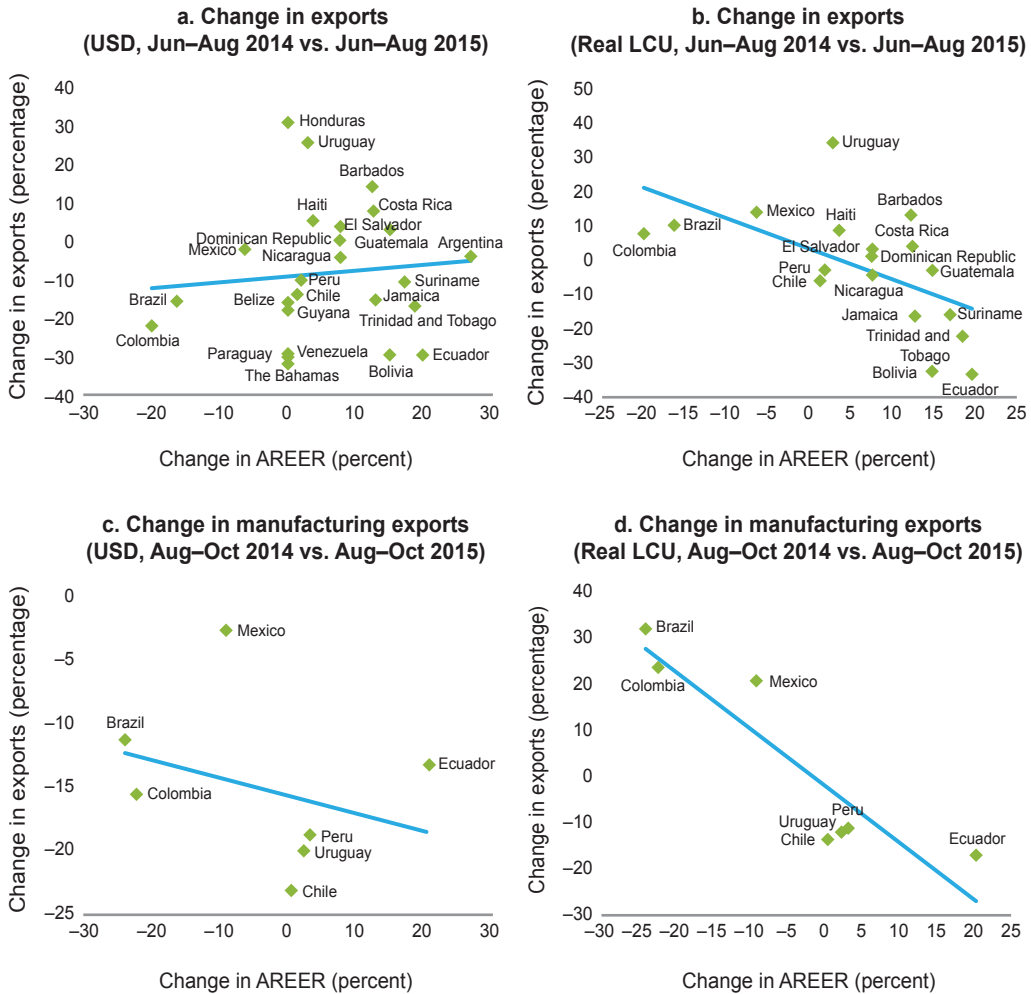 a. Change in exports
(USD, Jun–Aug 2014 vs. Jun–Aug 2015)
Change in exports (percentage)
40
30
20
10
0
–10
–20
–30
–40
Honduras
Uruguay
Barbados
Haiti
Costa Rica
El Salvador
Dominican Republic
Guatemala
Argentina
Mexico
Nicaragua
Peru
Suriname
Brazil
Belize
Chile
Jamaica
Guyana
Trinidad and Tobago
Colombia
Paraguay
Venezuela
Ecuador
The Bahamas
Bolivia
–30
–20
–10
0
10
20
30
Change in AREER (percent)
b. Change in exports
(Real LCU, Jun–Aug 2014 vs. Jun–Aug 2015)
Change in exports (percentage)
50
40
30
20
10
0
–10
–20
–30
–40
Uruguay
Mexico
Barbados
Brazil
Haiti
Costa Rica
Colombia
El Salvador
Dominican Republic
Peru
Guatemala
Chile
Nicaragua
Jamaica
Suriname
Trinidad and
Tobago
Bolivia
Ecuador
–25
–20
–15
–10
–5
0
5
10
15
20
25
Change in AREER (percent)
c. Change in manufacturing exports
(USD, Aug–Oct 2014 vs. Aug–Oct 2015)
Change in exports (percentage)
0
–5
–10
–15
–20
–25
Mexico
Brazil
Ecuador
Colombia
Peru
Uruguay
Chile
–30
–20
–10
0
10
20
30
Change in AREER (percent)
d. Change in manufacturing exports
(Real LCU, Aug–Oct 2014 vs. Aug–Oct 2015)
Change in exports (percentage)
40
30
20
10
0
–10
–20
–30
Brazil
Colombia
Mexico
Peru
Uruguay
Chile
Ecuador
–30
–25
–20
–15
–10
–5
0
5
10
15
20
25
Change in AREER (percent)